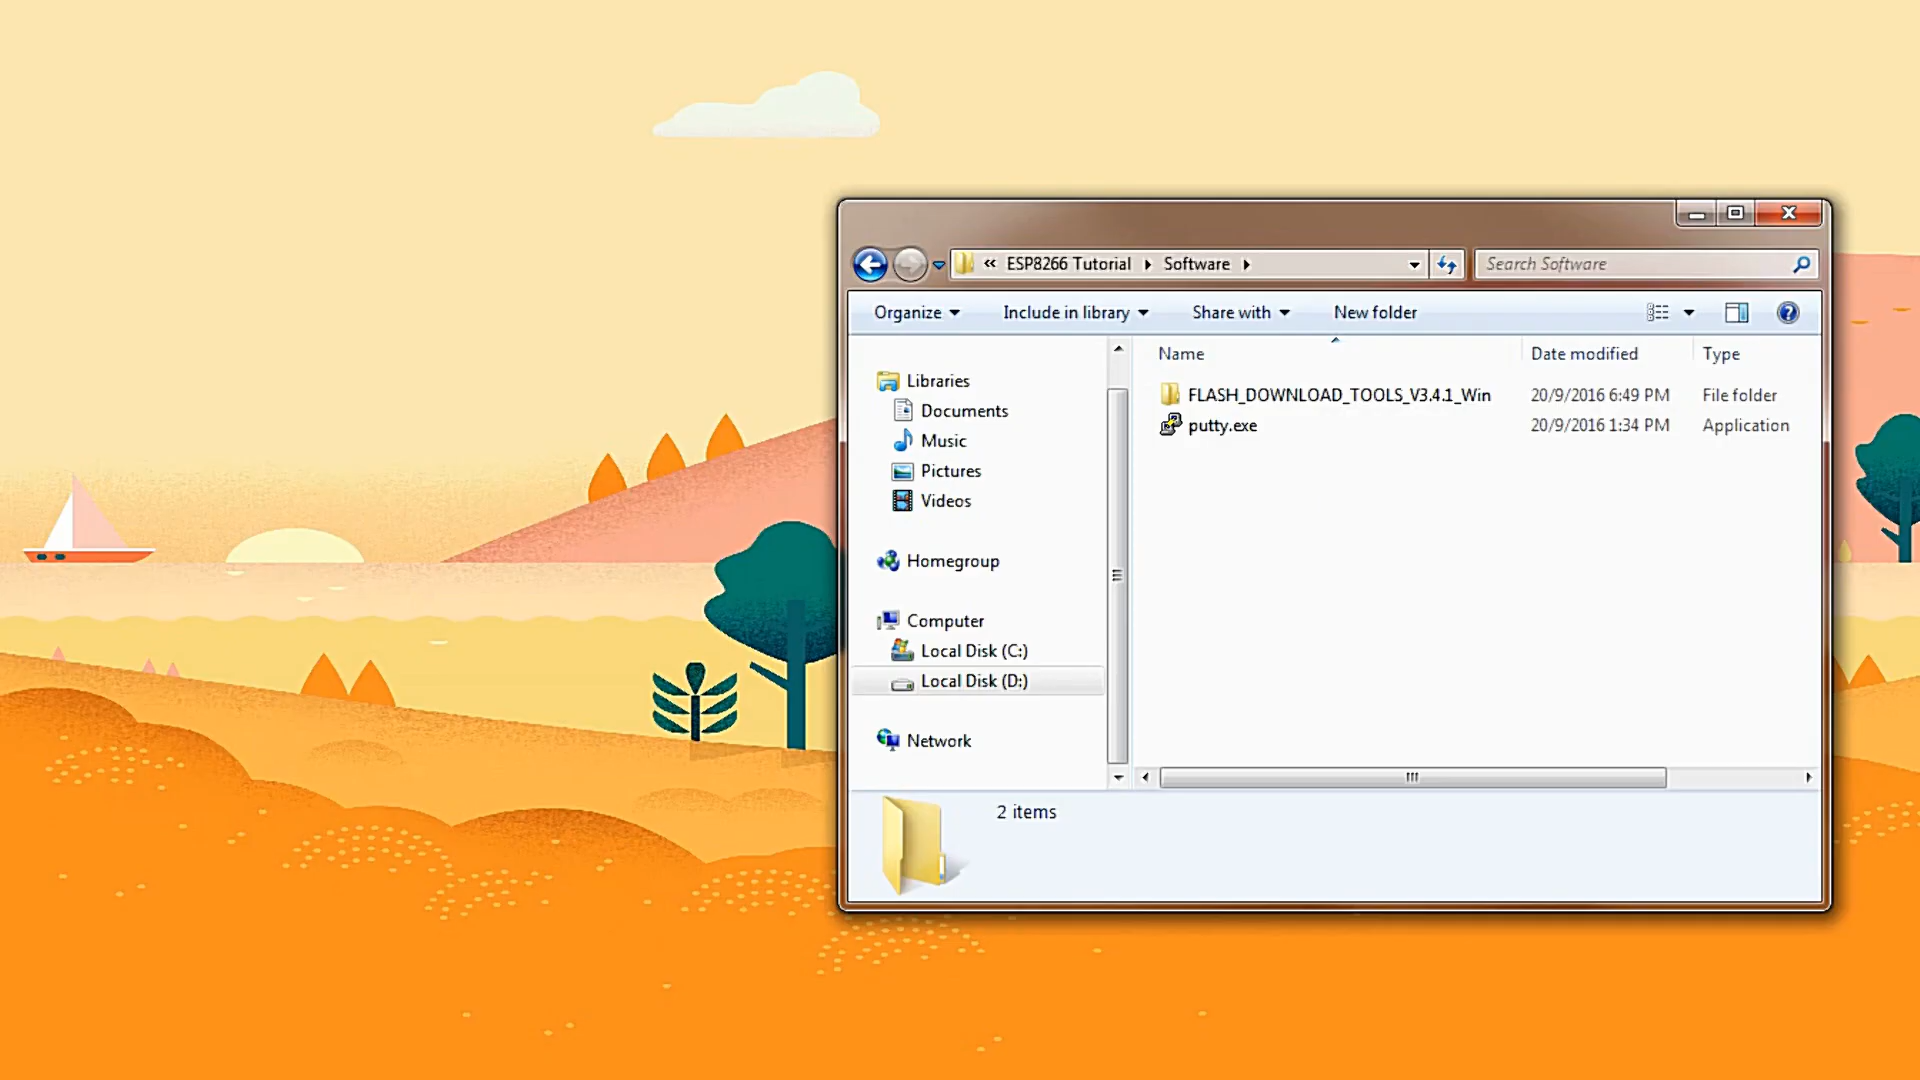 « ESP8266 Tutorial Software
Search Software
Organize Include in library Share with New folder
Name Date modified Type
FLASH_DOWNLOAD_TOOLS_V3.4.1_Win 20/9/2016 6:49 PM File folder
putty.exe 20/9/2016 1:34 PM Application
Libraries
Documents
Music
Pictures
Videos
Homegroup
Computer
Local Disk (C:)
Local Disk (D:)
Network
2 items